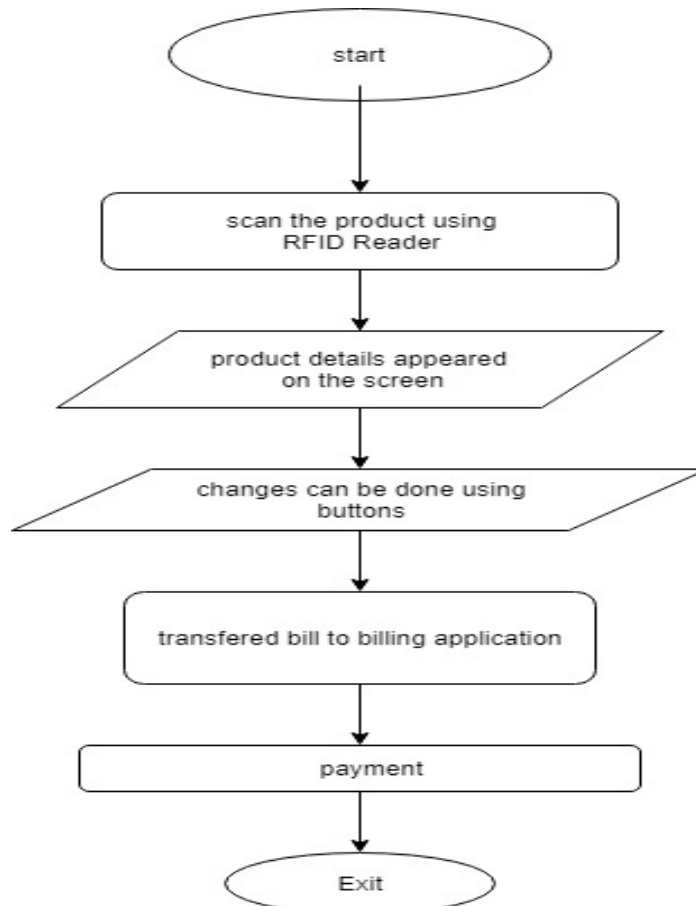 start
scan the product using
RFID Reader
product details appeared
on the screen
changes can be done using
buttons
transfered bill to billing application
payment
Exit